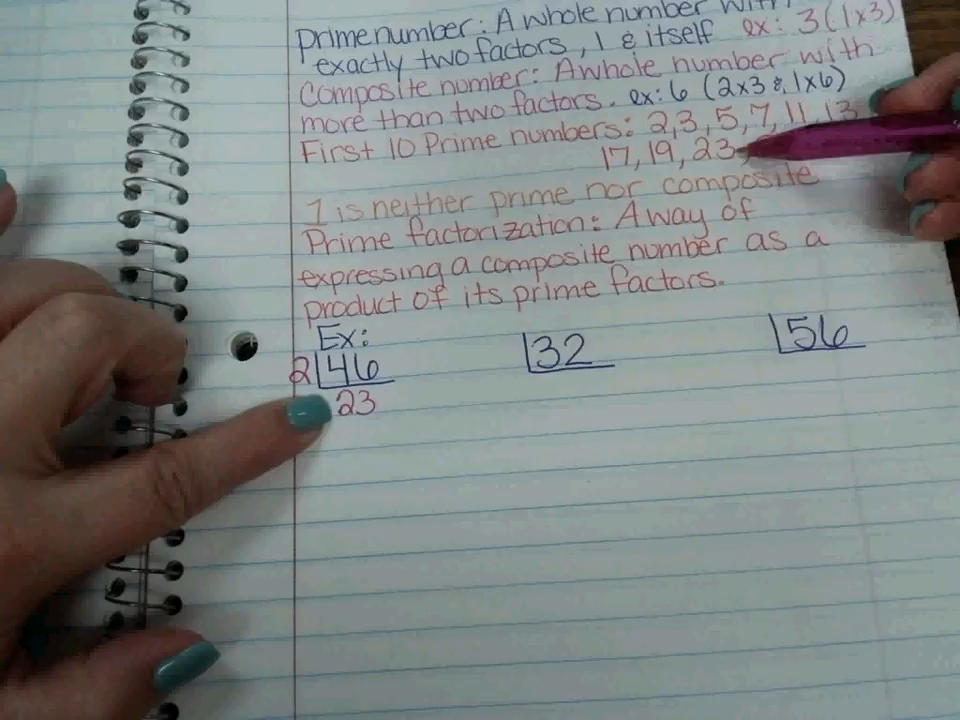 Prime number: A whole number with
exactly two factors, 1 & itself ex: 3 (1x3)
Composite number: A whole number with
more than two factors. ex: 6 (2x3 & 1x6)
First 10 Prime numbers: 2, 3, 5, 7, 11, 13
17, 19, 23,
1 is neither prime nor composite
Prime factorization: A way of
expressing a composite number as a
product of its prime factors.
Ex:
2 46 32 56
23